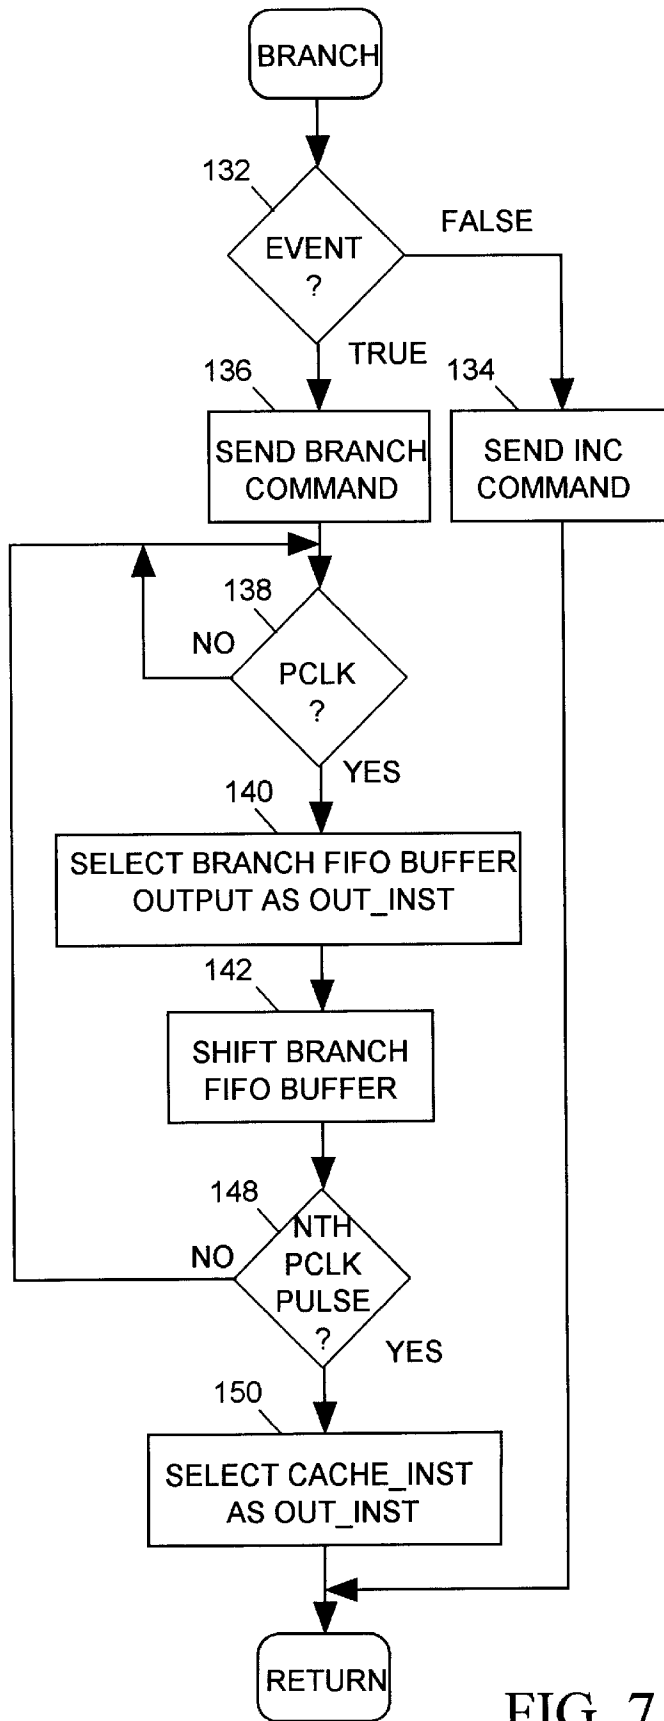 BRANCH
132
EVENT
?
FALSE
TRUE
136
SEND BRANCH
COMMAND
134
SEND INC
COMMAND
138
NO
PCLK
?
YES
140
SELECT BRANCH FIFO BUFFER
OUTPUT AS OUT_INST
142
SHIFT BRANCH
FIFO BUFFER
148
NO
NTH
PCLK
PULSE
?
YES
150
SELECT CACHE_INST
AS OUT_INST
RETURN
FIG. 7